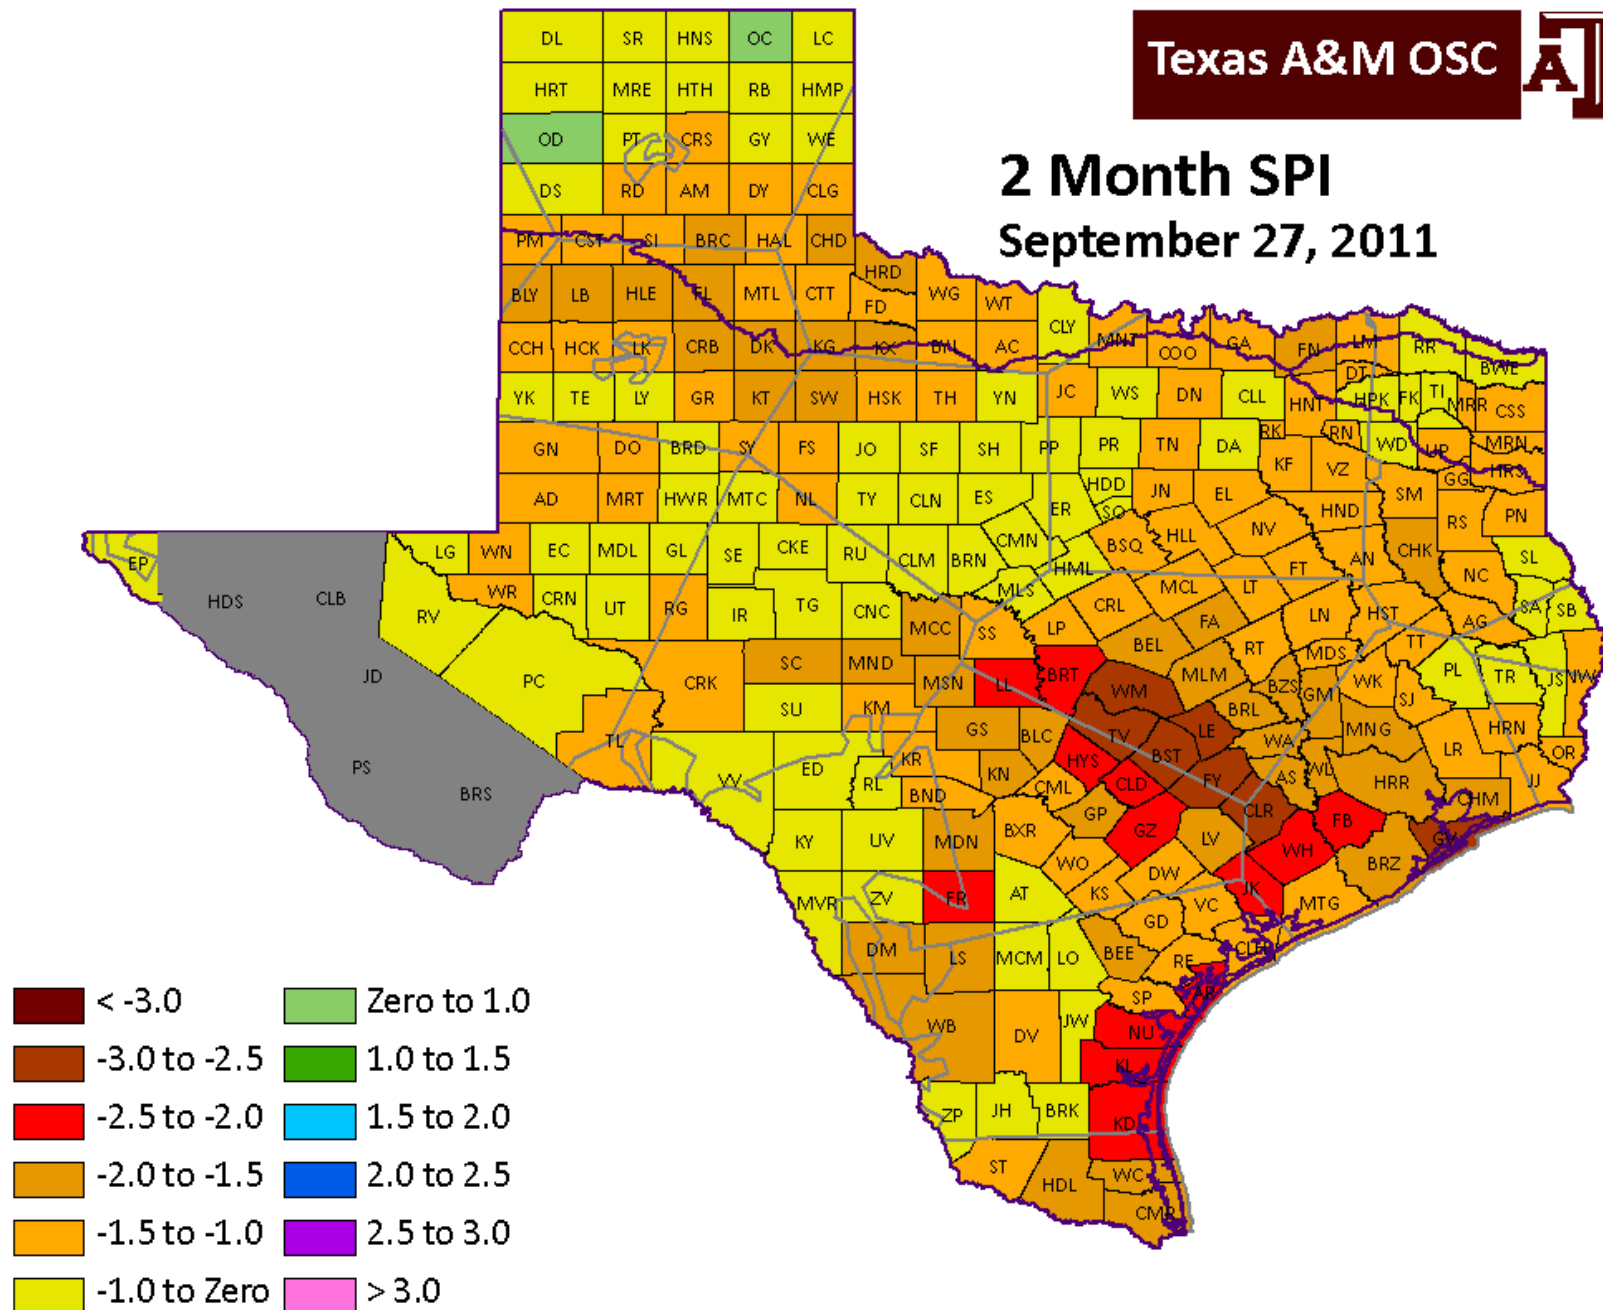 Texas A&M OSC
ATM
2 Month SPI
September 27, 2011
DL SR HNS OC LC
HRT MRE HTH RB HMP
OD PT CRS GY WE
DS RD AM DY CLG
PM CST SI BRC HAL CHD
HRD
BLY LB HLE FL MTL CTT FD WG WT
CLY
CCH HCK LK CRB DK KG KX BYL AC MNT COO GA FN LM RR BWE
DT
YK TE LY GR KT SW HSK TH YN JC WS DN CLL HNT HPK FK TI MRR CSS
GN DO BRD SY FS JO SF SH PP PR TN DA RK RN WD UP MRN
KF VZ HRS
AD MRT HWR MTC NL TY CLN ES ER HDD JN EL HND SM GG PN
SO NV RS
EP LG WN EC MDL GL SE CKE RU CLM BRN CMN BSQ HLL FT AN CHK NC SL
HDS CLB WR CRN UT RG IR TG CNC MLS HML MCL LT SA SB
RV MCC SS LP CRL FA LN HST AG
BEL RT MDS TT
JD PC CRK SC MND MSN LL BRT WM MLM BZS GM WK SJ PL TR JS NW
SU KM GS BLC TV LE BRL WA MNG LR HRN OR
PS TL VV ED RL KR KN HYS BST FY AS WL HRR JJ
BRS BND CML CLD CLR CHM
KY UV MDN BXR GP GZ LV WH FB GV
WO DW BRZ
MVR ZV FR AT KS VC JK MTG
GD
DM LS MCM LO BEE RF CLH
WB DV JW SP AR
NU
KL
ZP JH BRK KD
ST HDL WC
CMR
< -3.0
-3.0 to -2.5
-2.5 to -2.0
-2.0 to -1.5
-1.5 to -1.0
-1.0 to Zero
Zero to 1.0
1.0 to 1.5
1.5 to 2.0
2.0 to 2.5
2.5 to 3.0
> 3.0